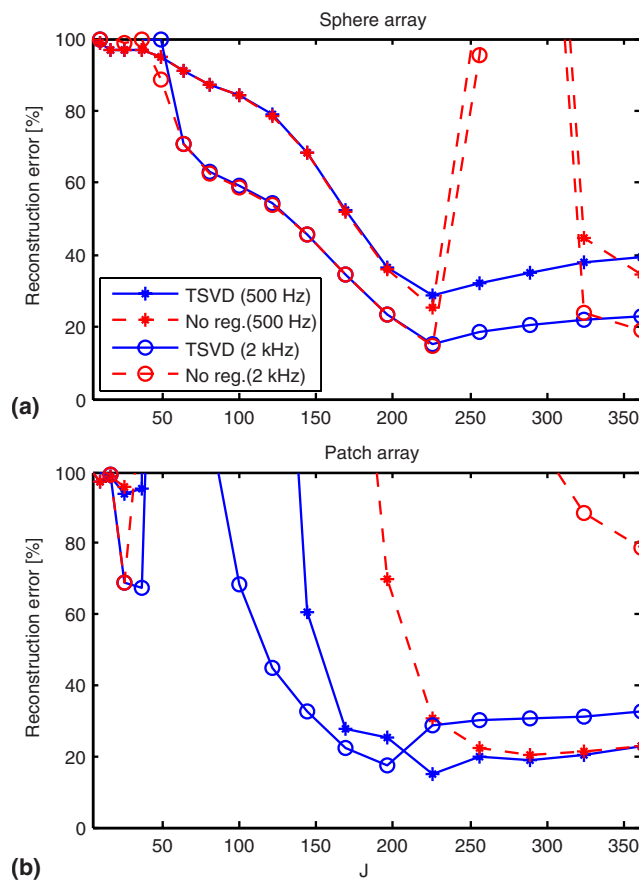 Sphere array
Reconstruction error [%]
100
80
60
40
20
0
TSVD (500 Hz)
No reg.(500 Hz)
TSVD (2 kHz)
No reg.(2 kHz)
50 100 150 200 250 300 350
(a)
Patch array
Reconstruction error [%]
100
80
60
40
20
0
50 100 150 200 250 300 350
J
(b)